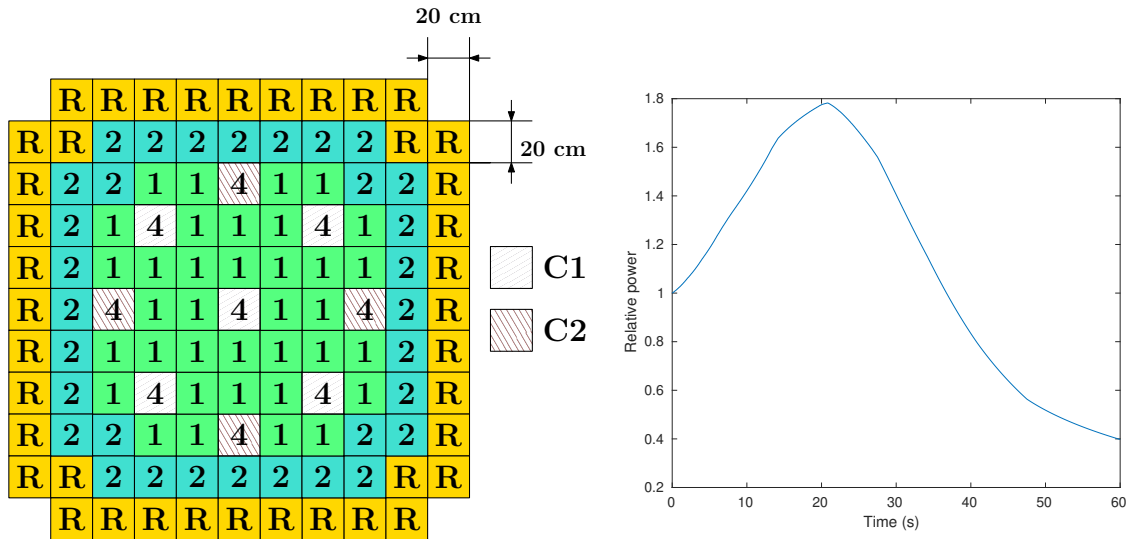 20 cm
R R R R R R R R R
R R 2 2 2 2 2 2 2 R R
20 cm
R 2 2 1 1 4 1 1 2 2 R
R 2 1 4 1 1 1 4 1 2 R
R 2 1 1 1 1 1 1 1 2 R
C1
R 2 4 1 1 4 1 1 4 2 R
C2
R 2 1 1 1 1 1 1 1 2 R
R 2 1 4 1 1 1 4 1 2 R
R 2 2 1 1 4 1 1 2 2 R
R R 2 2 2 2 2 2 2 R R
R R R R R R R R R
Relative power
1.8
1.6
1.4
1.2
1
0.8
0.6
0.4
0.2
0 10 20 30 40 50 60
Time (s)